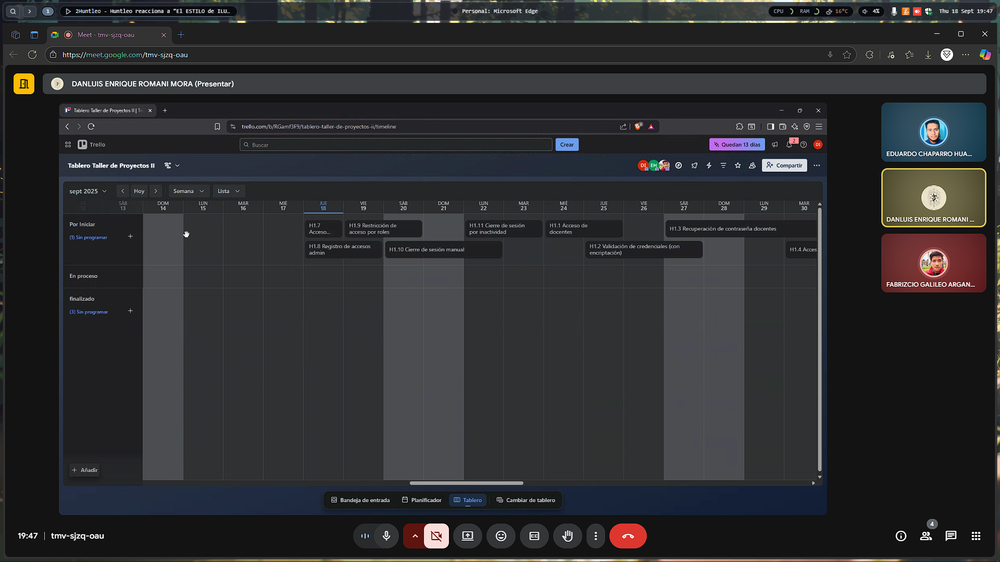 1
2Huntleo - Huntleo reacciona a "El ESTILO de ILU…
Personal: Microsoft Edge
CPU
RAM
16°C
4%
Thu 18 Sept 19:47
Meet - tmv-sjzq-oau
https://meet.google.com/tmv-sjzq-oau
DANLUIS ENRIQUE ROMANI MORA (Presentar)
Tablero Taller de Proyectos II | Tr
trello.com/b/RGamf3F9/tablero-taller-de-proyectos-ii/timeline
2
Trello
Buscar
Crear
Quedan 13 días
2
DI
Tablero Taller de Proyectos II
DI
EH
Compartir
sept 2025
Hoy
Semana
Lista
VIE 12
SÁB 13
DOM 14
LUN 15
MAR 16
MIÉ 17
JUE 18
VIE 19
SÁB 20
DOM 21
LUN 22
MAR 23
MIÉ 24
JUE 25
VIE 26
SÁB 27
DOM 28
LUN 29
MAR 30
Por Iniciar
(1) Sin programar
H1.7
Acceso...
H1.9 Restricción de
acceso por roles
H1.11 Cierre de sesión
por inactividad
H1.1 Acceso de
docentes
H1.3 Recuperación de contraseña docentes
H1.8 Registro de accesos
admin
H1.10 Cierre de sesión manual
H1.2 Validación de credenciales (con
encriptación)
H1.4 Acces
En proceso
finalizado
(3) Sin programar
Añadir
Bandeja de entrada
Planificador
Tablero
Cambiar de tablero
EDUARDO CHAPARRO HUA...
DANLUIS ENRIQUE ROMANI ...
FABRIZCIO GALILEO ARGAN...
19:47
tmv-sjzq-oau
4